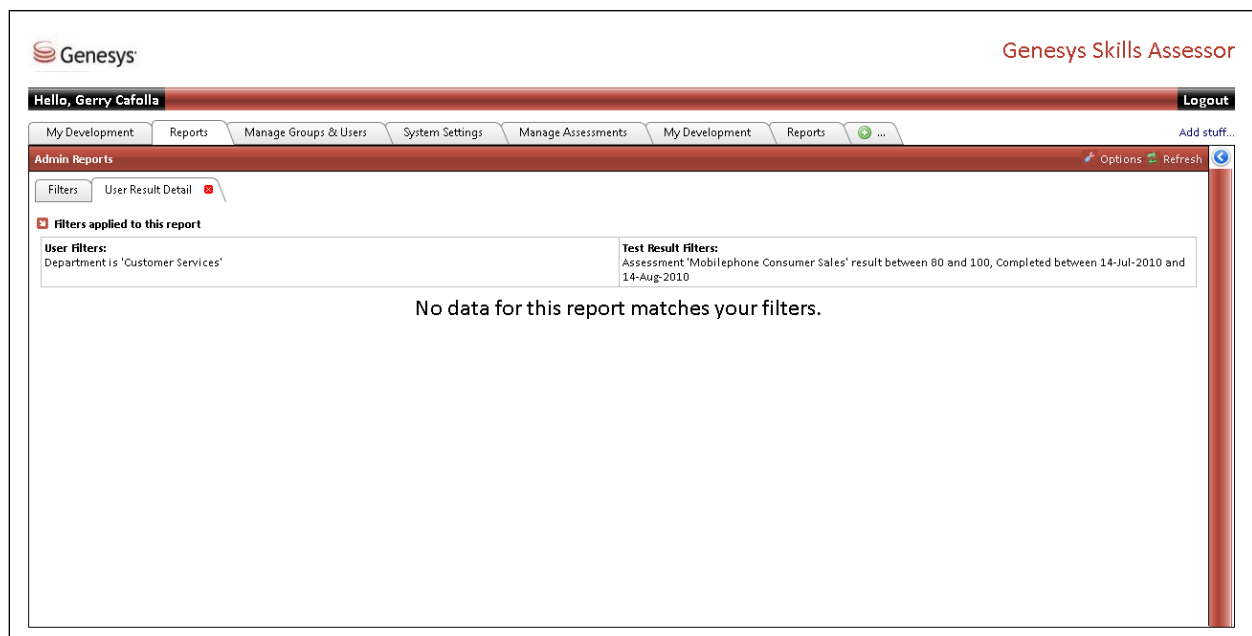 Genesys
Genesys Skills Assessor
Hello, Gerry Cafolla
Logout
My Development
Reports
Manage Groups & Users
System Settings
Manage Assessments
My Development
Reports
...
Add stuff...
Admin Reports
Options
Refresh
Filters
User Result Detail
Filters applied to this report
User Filters:
Department is 'Customer Services'
Test Result Filters:
Assessment 'Mobilephone Consumer Sales' result between 80 and 100, Completed between 14-Jul-2010 and
14-Aug-2010
No data for this report matches your filters.